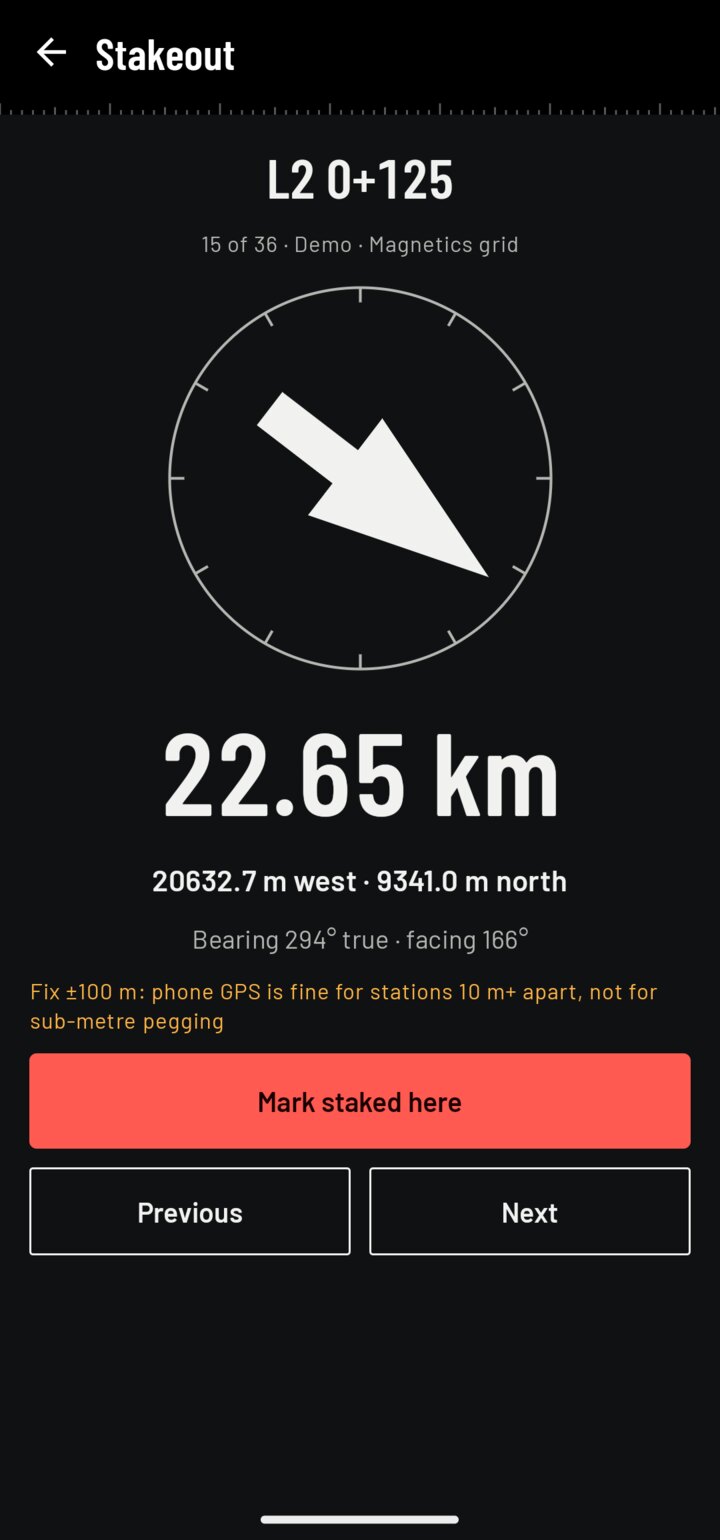 Stakeout
L2 0+125
15 of 36 · Demo · Magnetics grid
22.65 km
20632.7 m west · 9341.0 m north
Bearing 294° true · facing 166°
Fix ±100 m: phone GPS is fine for stations 10 m+ apart, not for
sub-metre pegging
Mark staked here
Previous
Next